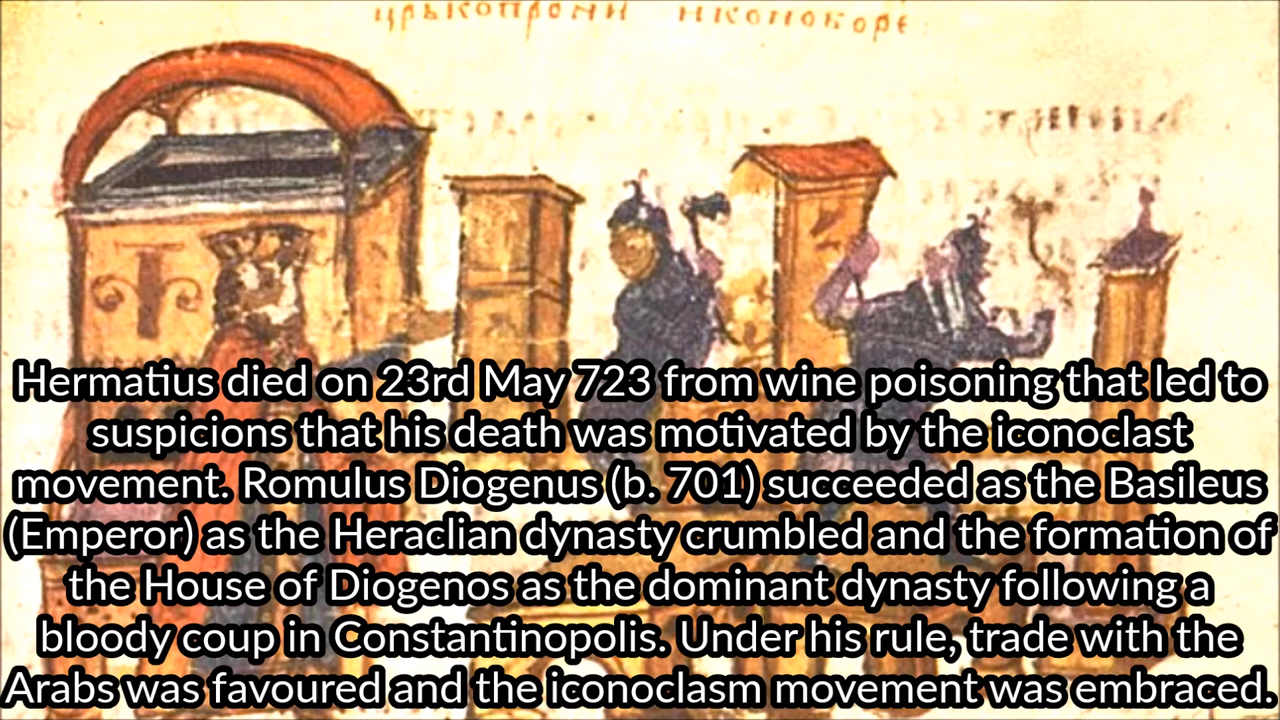 црькопрони иконоборе
Hermatius died on 23rd May 723 from wine poisoning that led to
suspicions that his death was motivated by the iconoclast
movement. Romulus Diogenus (b. 701) succeeded as the Basileus
(Emperor) as the Heraclian dynasty crumbled and the formation of
the House of Diogenos as the dominant dynasty following a
bloody coup in Constantinopolis. Under his rule, trade with the
Arabs was favoured and the iconoclasm movement was embraced.